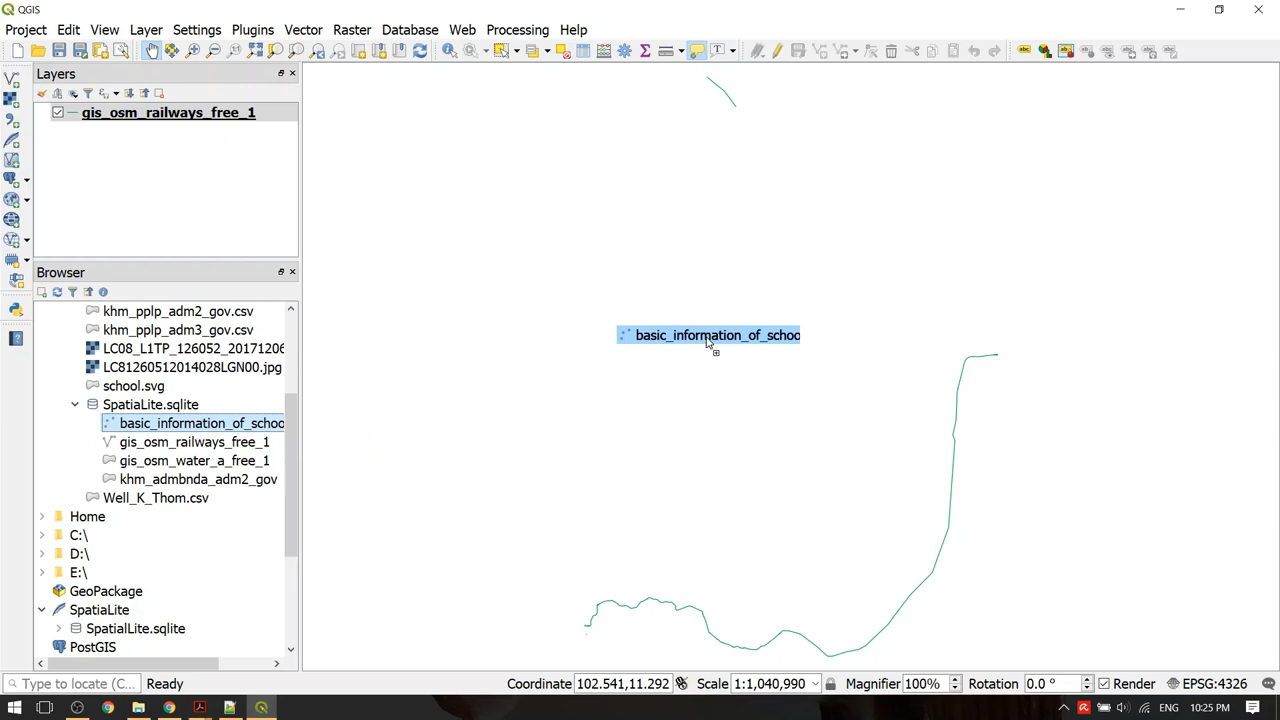 QGIS
Project Edit View Layer Settings Plugins Vector Raster Database Web Processing Help
Layers
gis_osm_railways_free_1
Browser
khm_pplp_adm2_gov.csv
khm_pplp_adm3_gov.csv
LC08_L1TP_126052_20171206
LC81260512014028LGN00.jpg
school.svg
SpatiaLite.sqlite
basic_information_of_schoo
gis_osm_railways_free_1
gis_osm_water_a_free_1
khm_admbnda_adm2_gov
Well_K_Thom.csv
Home
C:\
D:\
E:\
GeoPackage
SpatiaLite
SpatialLite.sqlite
PostGIS
basic_information_of_schoo
Type to locate (C... Ready Coordinate 102.541,11.292 Scale 1:1,040,990 Magnifier 100% Rotation 0.0 ° Render EPSG:4326
ENG 10:25 PM